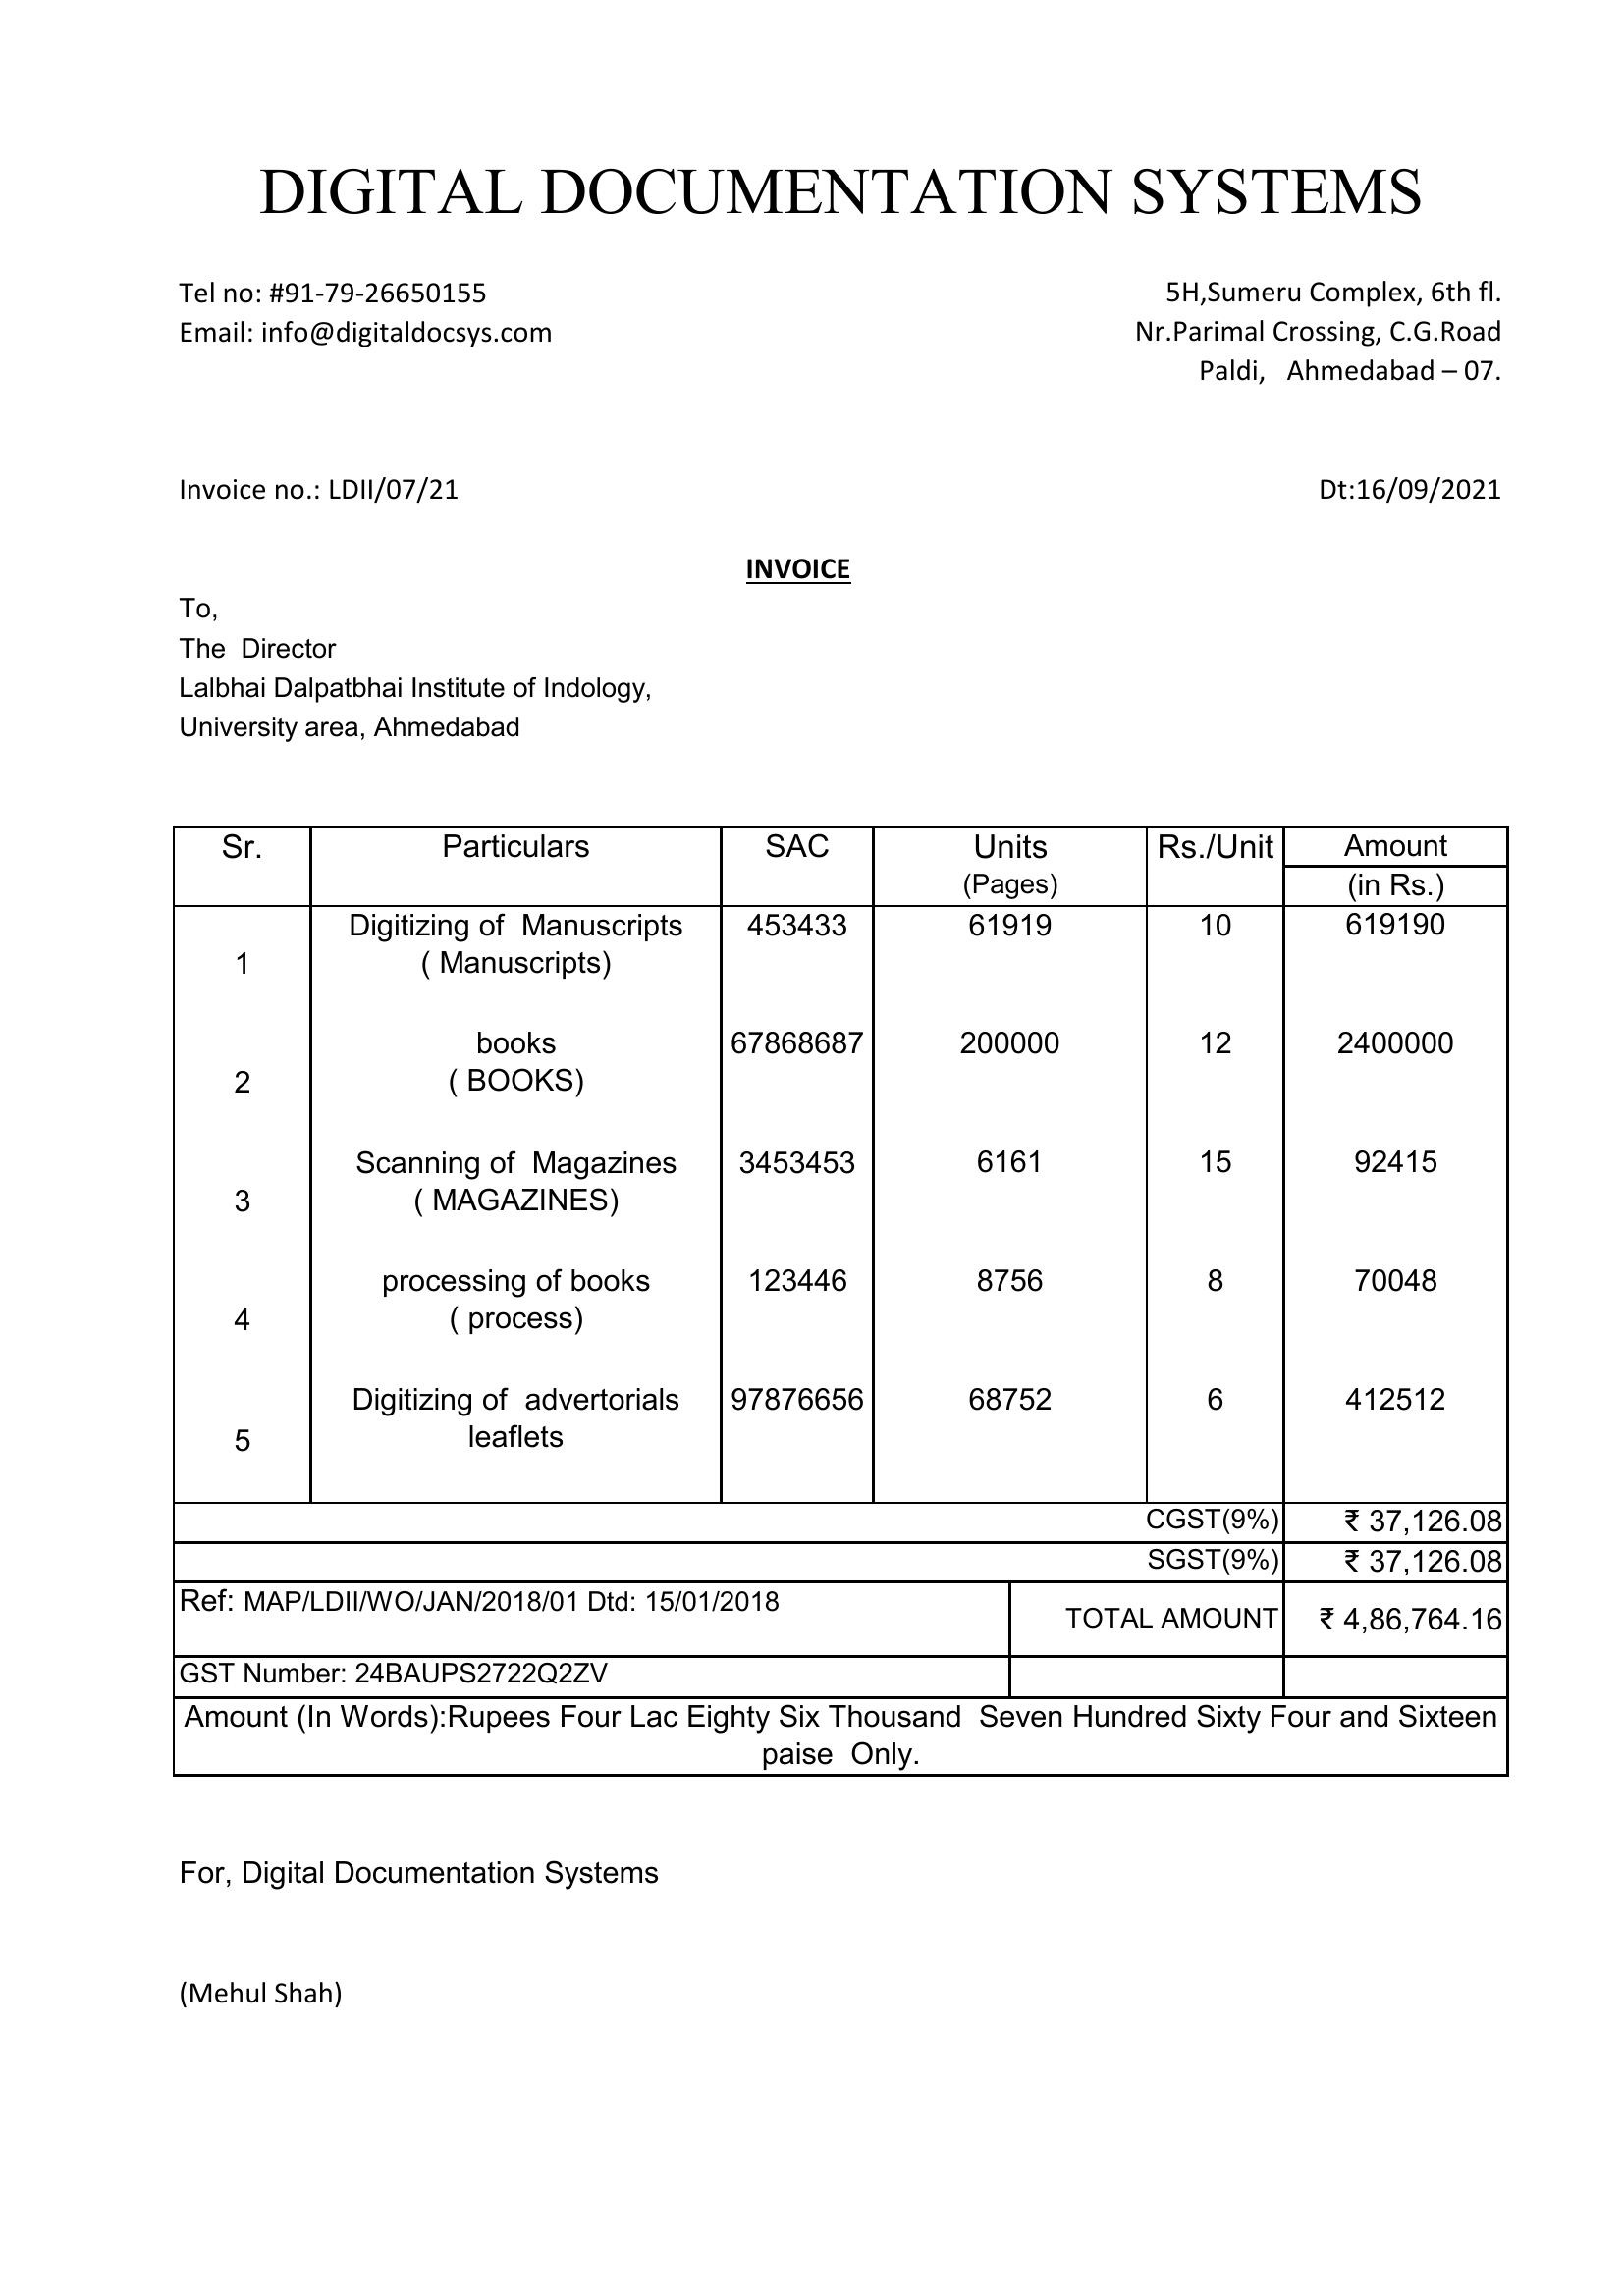 DIGITAL DOCUMENTATION SYSTEMS
Tel no: #91-79-26650155 5H,Sumeru Complex, 6th fl.
Email: info@digitaldocsys.com Nr.Parimal Crossing, C.G.Road
Paldi, Ahmedabad – 07.
Invoice no.: LDII/07/21 Dt:16/09/2021
INVOICE
To,
The Director
Lalbhai Dalpatbhai Institute of Indology,
University area, Ahmedabad
Sr. Particulars SAC Units Rs./Unit Amount
(Pages) (in Rs.)
Digitizing of Manuscripts 453433 61919 10 619190
1 ( Manuscripts)
books 67868687 200000 12 2400000
2 ( BOOKS)
Scanning of Magazines 3453453 6161 15 92415
3 ( MAGAZINES)
processing of books 123446 8756 8 70048
4 ( process)
Digitizing of advertorials 97876656 68752 6 412512
5 leaflets
CGST(9%) ₹ 37,126.08
SGST(9%) ₹ 37,126.08
Ref: MAP/LDII/WO/JAN/2018/01 Dtd: 15/01/2018 TOTAL AMOUNT ₹ 4,86,764.16
GST Number: 24BAUPS2722Q2ZV
Amount (In Words):Rupees Four Lac Eighty Six Thousand Seven Hundred Sixty Four and Sixteen
paise Only.
For, Digital Documentation Systems
(Mehul Shah)